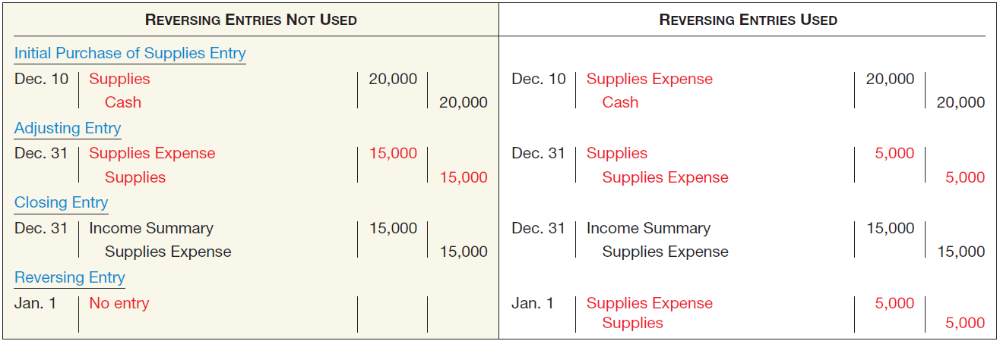 REVERSING ENTRIES NOT USED REVERSING ENTRIES USED
Initial Purchase of Supplies Entry
Dec. 10 Supplies 20,000 Dec. 10 Supplies Expense 20,000
Cash 20,000 Cash 20,000
Adjusting Entry
Dec. 31 Supplies Expense 15,000 Dec. 31 Supplies 5,000
Supplies 15,000 Supplies Expense 5,000
Closing Entry
Dec. 31 Income Summary 15,000 Dec. 31 Income Summary 15,000
Supplies Expense 15,000 Supplies Expense 15,000
Reversing Entry
Jan. 1 No entry Jan. 1 Supplies Expense 5,000
Supplies 5,000